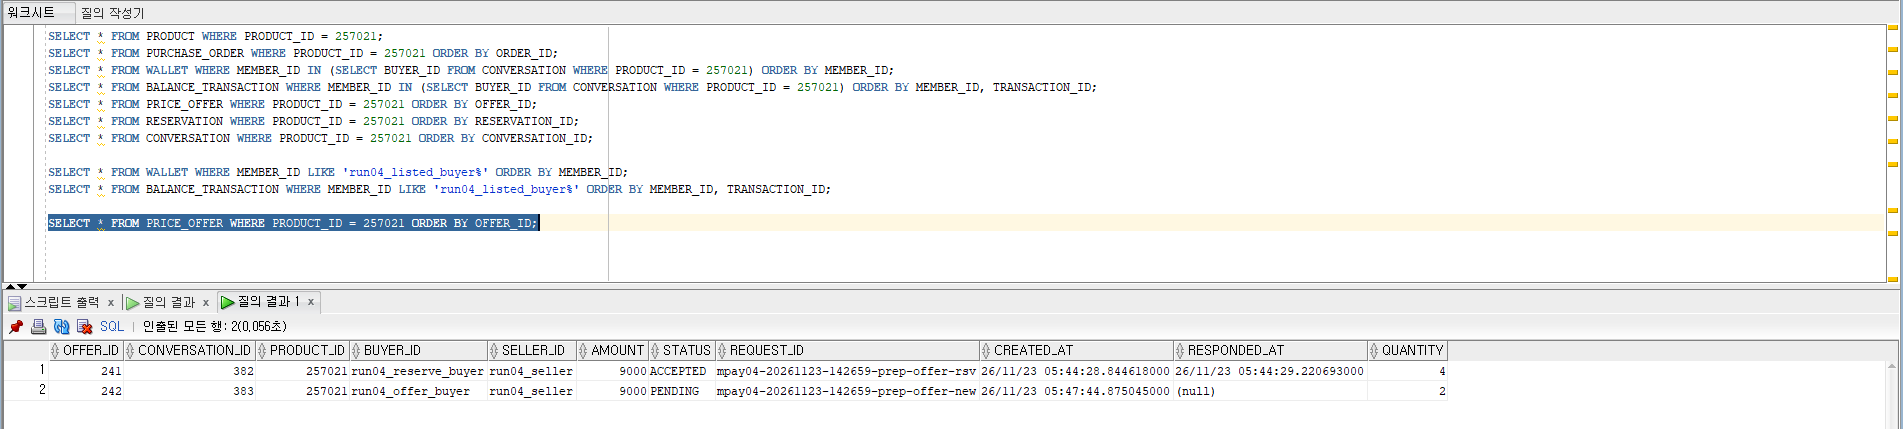 워크시트 질의 작성기
SELECT * FROM PRODUCT WHERE PRODUCT_ID = 257021;
SELECT * FROM PURCHASE_ORDER WHERE PRODUCT_ID = 257021 ORDER BY ORDER_ID;
SELECT * FROM WALLET WHERE MEMBER_ID IN (SELECT BUYER_ID FROM CONVERSATION WHERE PRODUCT_ID = 257021) ORDER BY MEMBER_ID;
SELECT * FROM BALANCE_TRANSACTION WHERE MEMBER_ID IN (SELECT BUYER_ID FROM CONVERSATION WHERE PRODUCT_ID = 257021) ORDER BY MEMBER_ID, TRANSACTION_ID;
SELECT * FROM PRICE_OFFER WHERE PRODUCT_ID = 257021 ORDER BY OFFER_ID;
SELECT * FROM RESERVATION WHERE PRODUCT_ID = 257021 ORDER BY RESERVATION_ID;
SELECT * FROM CONVERSATION WHERE PRODUCT_ID = 257021 ORDER BY CONVERSATION_ID;
SELECT * FROM WALLET WHERE MEMBER_ID LIKE 'run04_listed_buyer%' ORDER BY MEMBER_ID;
SELECT * FROM BALANCE_TRANSACTION WHERE MEMBER_ID LIKE 'run04_listed_buyer%' ORDER BY MEMBER_ID, TRANSACTION_ID;
SELECT * FROM PRICE_OFFER WHERE PRODUCT_ID = 257021 ORDER BY OFFER_ID;
스크립트 출력 x 질의 결과 x 질의 결과 1 x
SQL | 인출된 모든 행: 2(0,056초)
OFFER_ID CONVERSATION_ID PRODUCT_ID BUYER_ID SELLER_ID AMOUNT STATUS REQUEST_ID CREATED_AT RESPONDED_AT QUANTITY
1 241 382 257021 run04_reserve_buyer run04_seller 9000 ACCEPTED mpay04-20261123-142659-prep-offer-rsv 26/11/23 05:44:28.844618000 26/11/23 05:44:29.220693000 4
2 242 383 257021 run04_offer_buyer run04_seller 9000 PENDING mpay04-20261123-142659-prep-offer-new 26/11/23 05:47:44.875045000 (null) 2